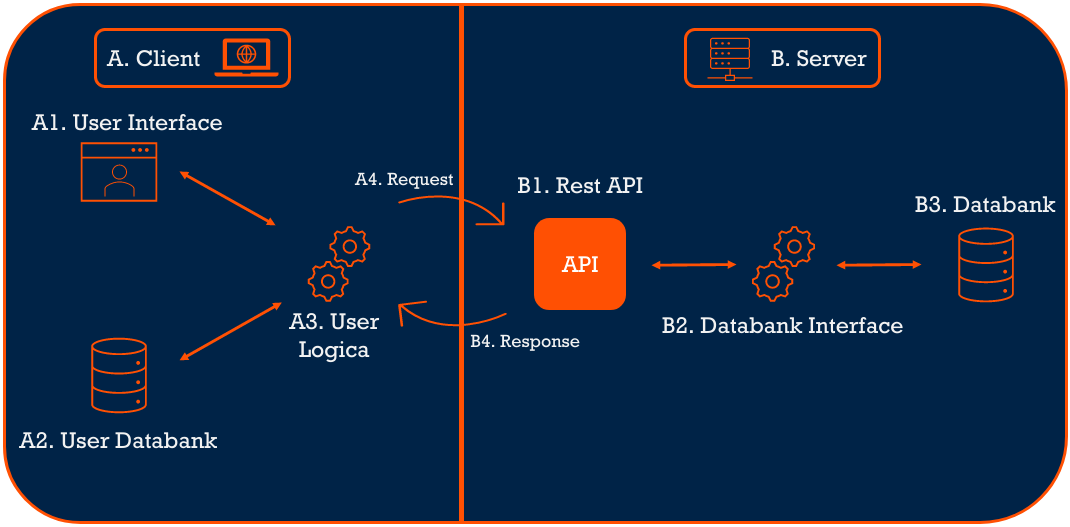 A. Client
B. Server
A1. User Interface
A4. Request
B1. Rest API
B3. Databank
API
A3. User
Logica
B2. Databank Interface
B4. Response
A2. User Databank